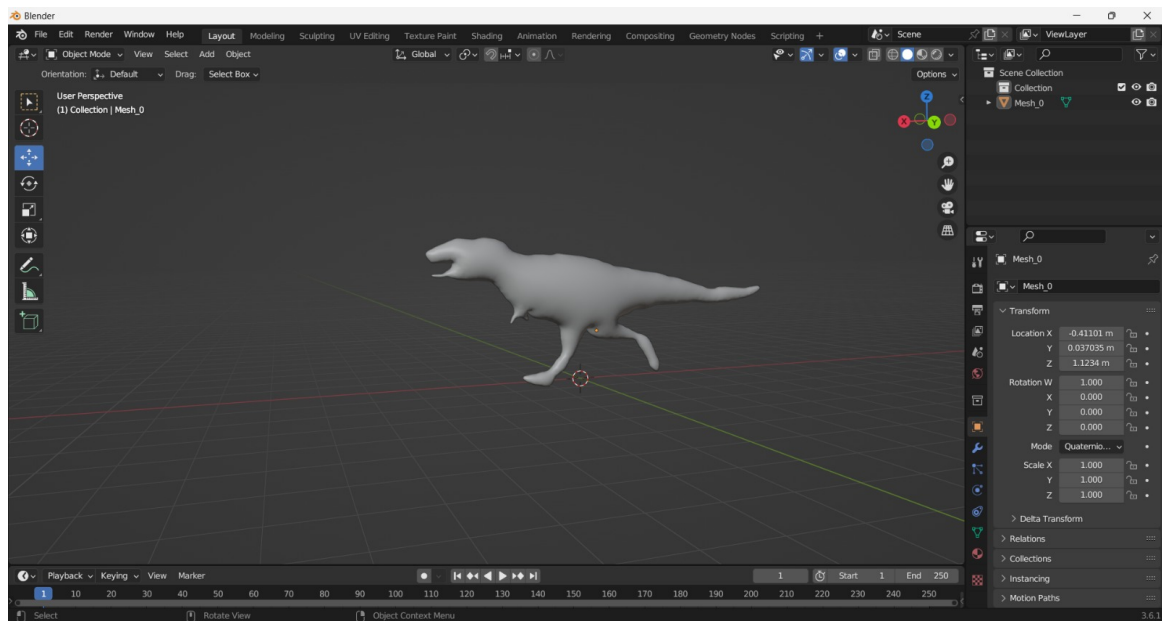 Blender
File Edit Render Window Help Layout Modeling Sculpting UV Editing Texture Paint Shading Animation Rendering Compositing Geometry Nodes Scripting + Scene ViewLayer
Object Mode View Select Add Object Global
Orientation: Default Drag: Select Box Options
User Perspective
(1) Collection | Mesh_0
Z
X Y
Scene Collection
Collection
Mesh_0
Mesh_0
Mesh_0
Transform
Location X -0.41101 m
Y 0.037035 m
Z 1.1234 m
Rotation W 1.000
X 0.000
Y 0.000
Z 0.000
Mode Quaternio...
Scale X 1.000
Y 1.000
Z 1.000
Delta Transform
Relations
Collections
Instancing
Motion Paths
Playback Keying View Marker 1 Start 1 End 250
1 10 20 30 40 50 60 70 80 90 100 110 120 130 140 150 160 170 180 190 200 210 220 230 240 250
Select Rotate View Object Context Menu 3.6.1